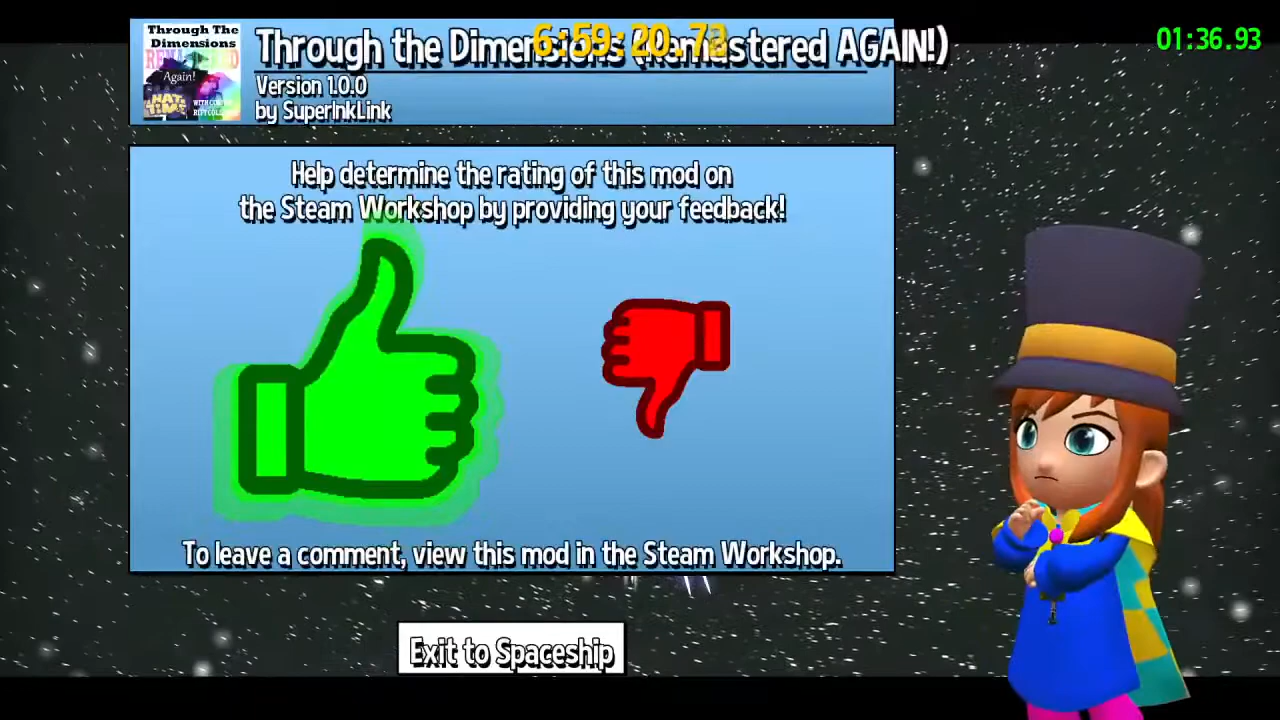 Through The
Dimensions
Again!
Through the Dimensions (Remastered AGAIN!)
6:59:20.72
01:36.93
Version 1.0.0
by SuperInkLink
Help determine the rating of this mod on
the Steam Workshop by providing your feedback!
To leave a comment, view this mod in the Steam Workshop.
Exit to Spaceship